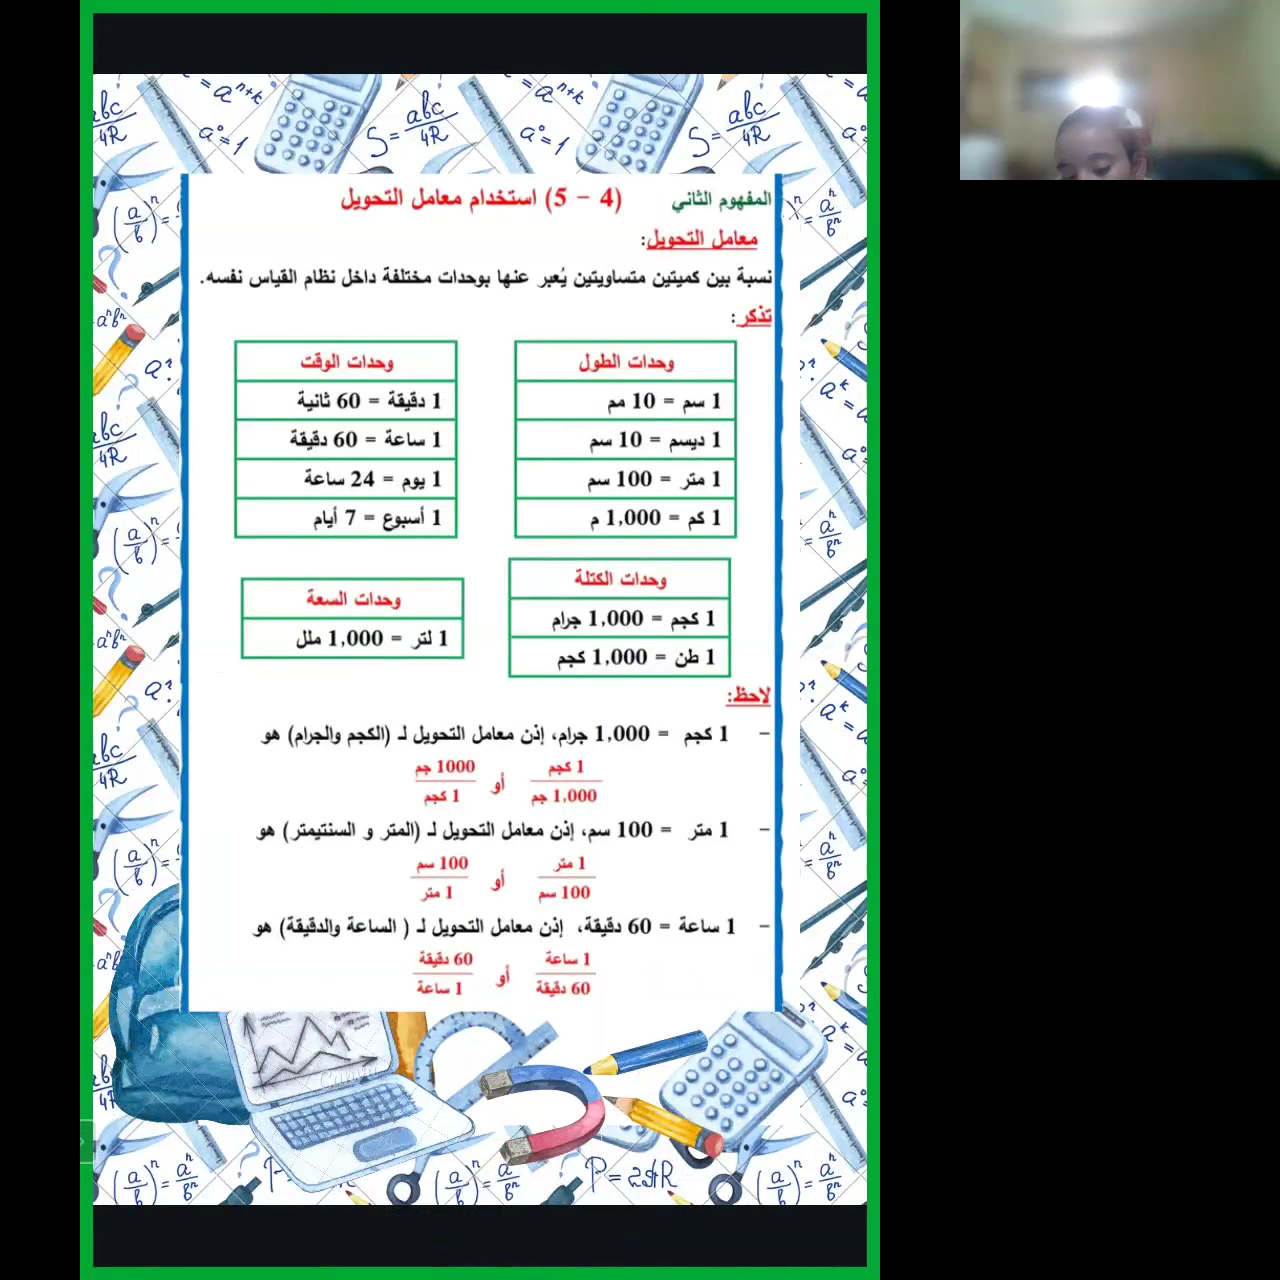 المفهوم الثاني (4 – 5) استخدام معامل التحويل
معامل التحويل:
نسبة بين كميتين متساويتين يُعبر عنها بوحدات مختلفة داخل نظام القياس نفسه.
تذكر:
وحدات الطول
1 سم = 10 مم
1 ديسم = 10 سم
1 متر = 100 سم
1 كم = 1,000 م
وحدات الوقت
1 دقيقة = 60 ثانية
1 ساعة = 60 دقيقة
1 يوم = 24 ساعة
1 أسبوع = 7 أيام
وحدات الكتلة
1 كجم = 1,000 جرام
1 طن = 1,000 كجم
وحدات السعة
1 لتر = 1,000 ملل
لاحظ:
– 1 كجم = 1,000 جرام، إذن معامل التحويل لـ (الكجم والجرام) هو
1 كجم / 1,000 جم أو 1000 جم / 1 كجم
– 1 متر = 100 سم، إذن معامل التحويل لـ (المتر و السنتيمتر) هو
1 متر / 100 سم أو 100 سم / 1 متر
– 1 ساعة = 60 دقيقة، إذن معامل التحويل لـ ( الساعة والدقيقة) هو
1 ساعة / 60 دقيقة أو 60 دقيقة / 1 ساعة